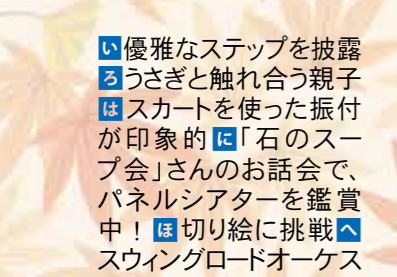 い優雅なステップを披露
ろうさぎと触れ合う親子
はスカートを使った振付
が印象的に「石のスー
プ会」さんのお話会で、
パネルシアターを鑑賞
中！ほ切り絵に挑戦へ
スウィングロードオーケス